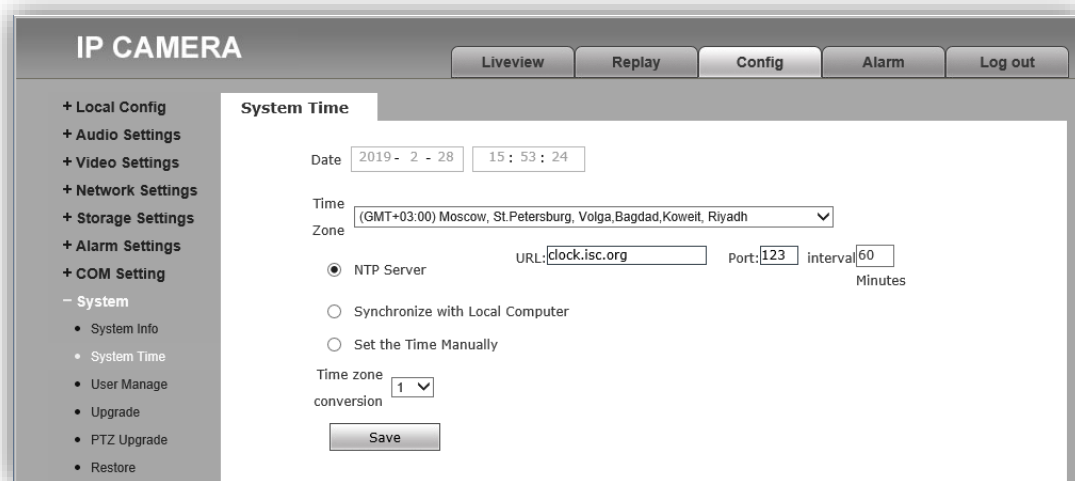 IP CAMERA
Liveview Replay Config Alarm Log out
+ Local Config
+ Audio Settings
+ Video Settings
+ Network Settings
+ Storage Settings
+ Alarm Settings
+ COM Setting
− System
• System Info
• System Time
• User Manage
• Upgrade
• PTZ Upgrade
• Restore
System Time
Date 2019- 2 - 28 15: 53: 24
Time
Zone (GMT+03:00) Moscow, St.Petersburg, Volga,Bagdad,Koweit, Riyadh
NTP Server URL:clock.isc.org Port:123 interval60
Minutes
Synchronize with Local Computer
Set the Time Manually
Time zone
conversion 1
Save